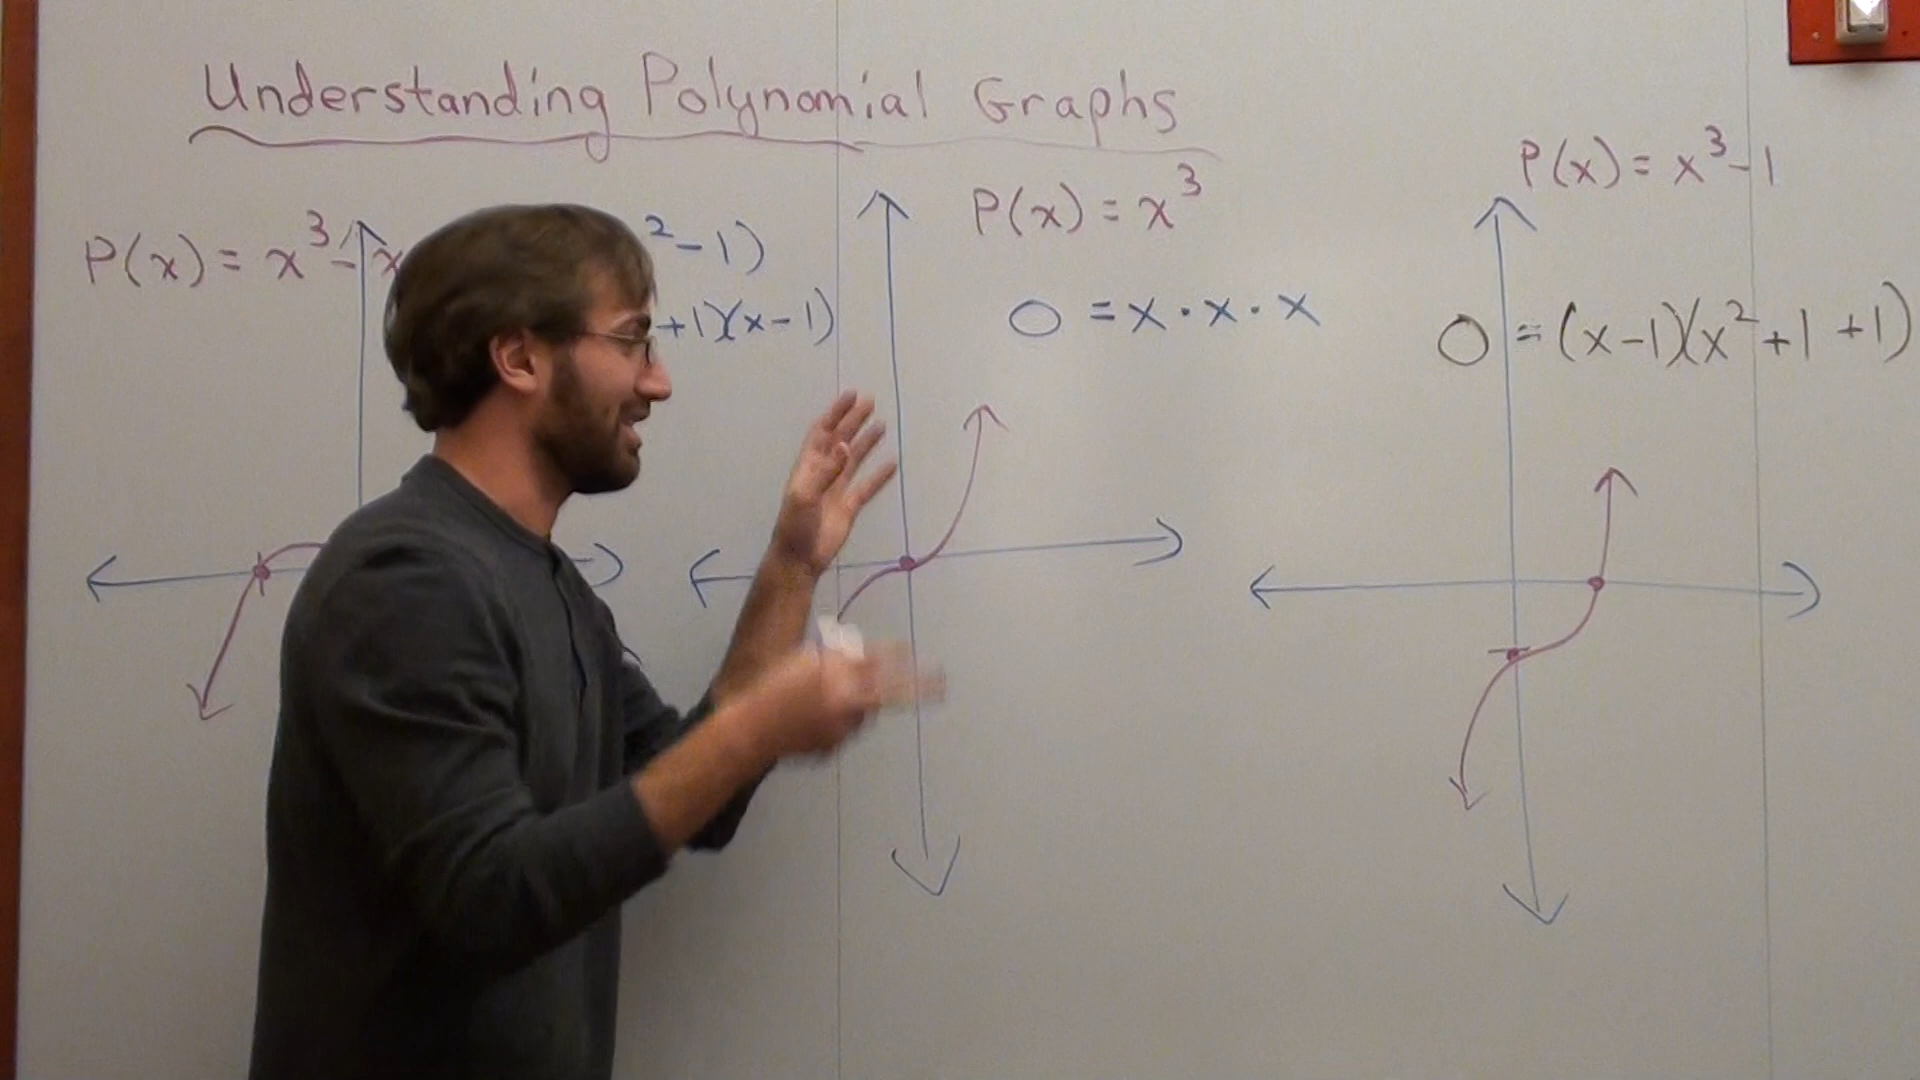 Understanding Polynomial Graphs
P(x) = x³ - x
² - 1)
+1)(x-1)
P(x) = x³
0 = x · x · x
P(x) = x³ - 1
0 = (x-1)(x² + 1 + 1)